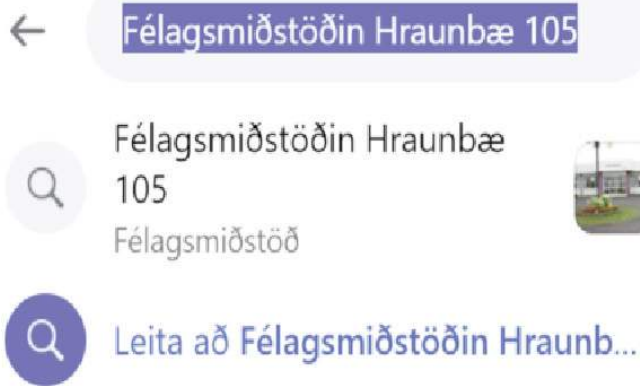 Félagsmiðstöðin Hraunbæ 105
Félagsmiðstöðin Hraunbæ
105
Félagsmiðstöð
Leita að Félagsmiðstöðin Hraunb...